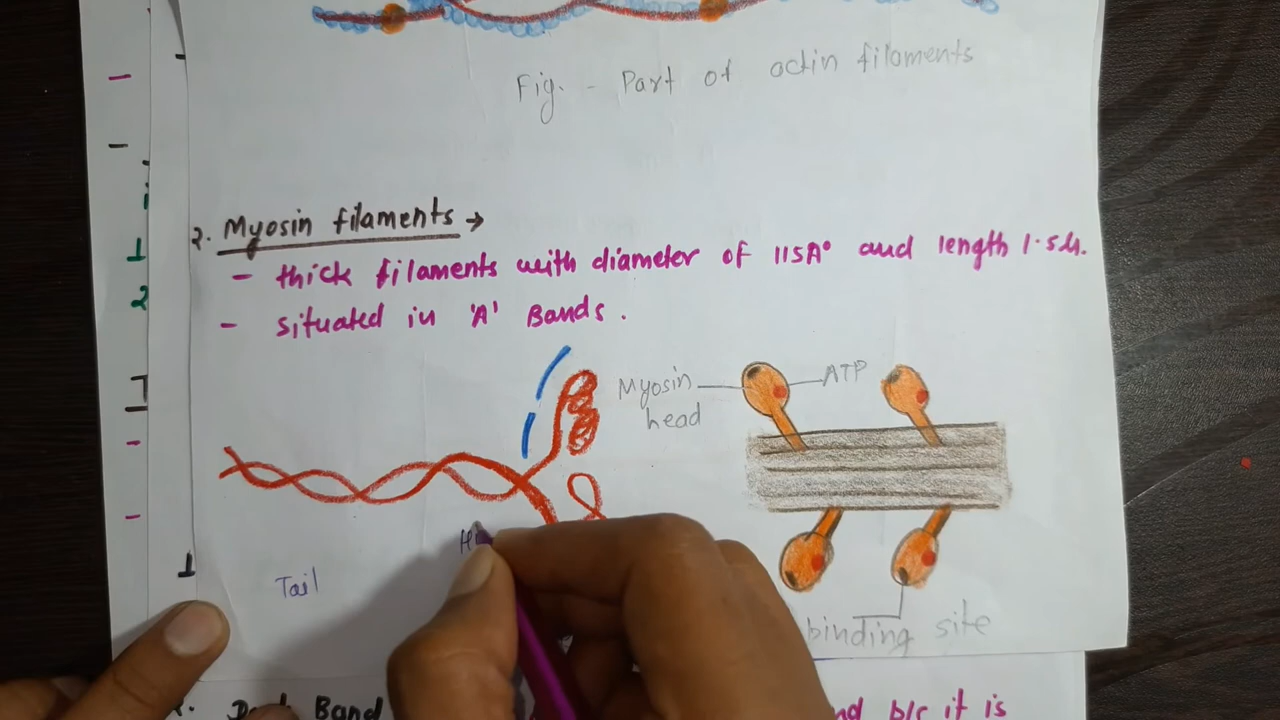 Fig. - Part of actin filaments
2. Myosin filaments →
- thick filaments with diameter of 115A° and length 1.5μ.
- situated in 'A' Bands.
Myosin head
ATP
Tail
binding site
Band
b/c it is